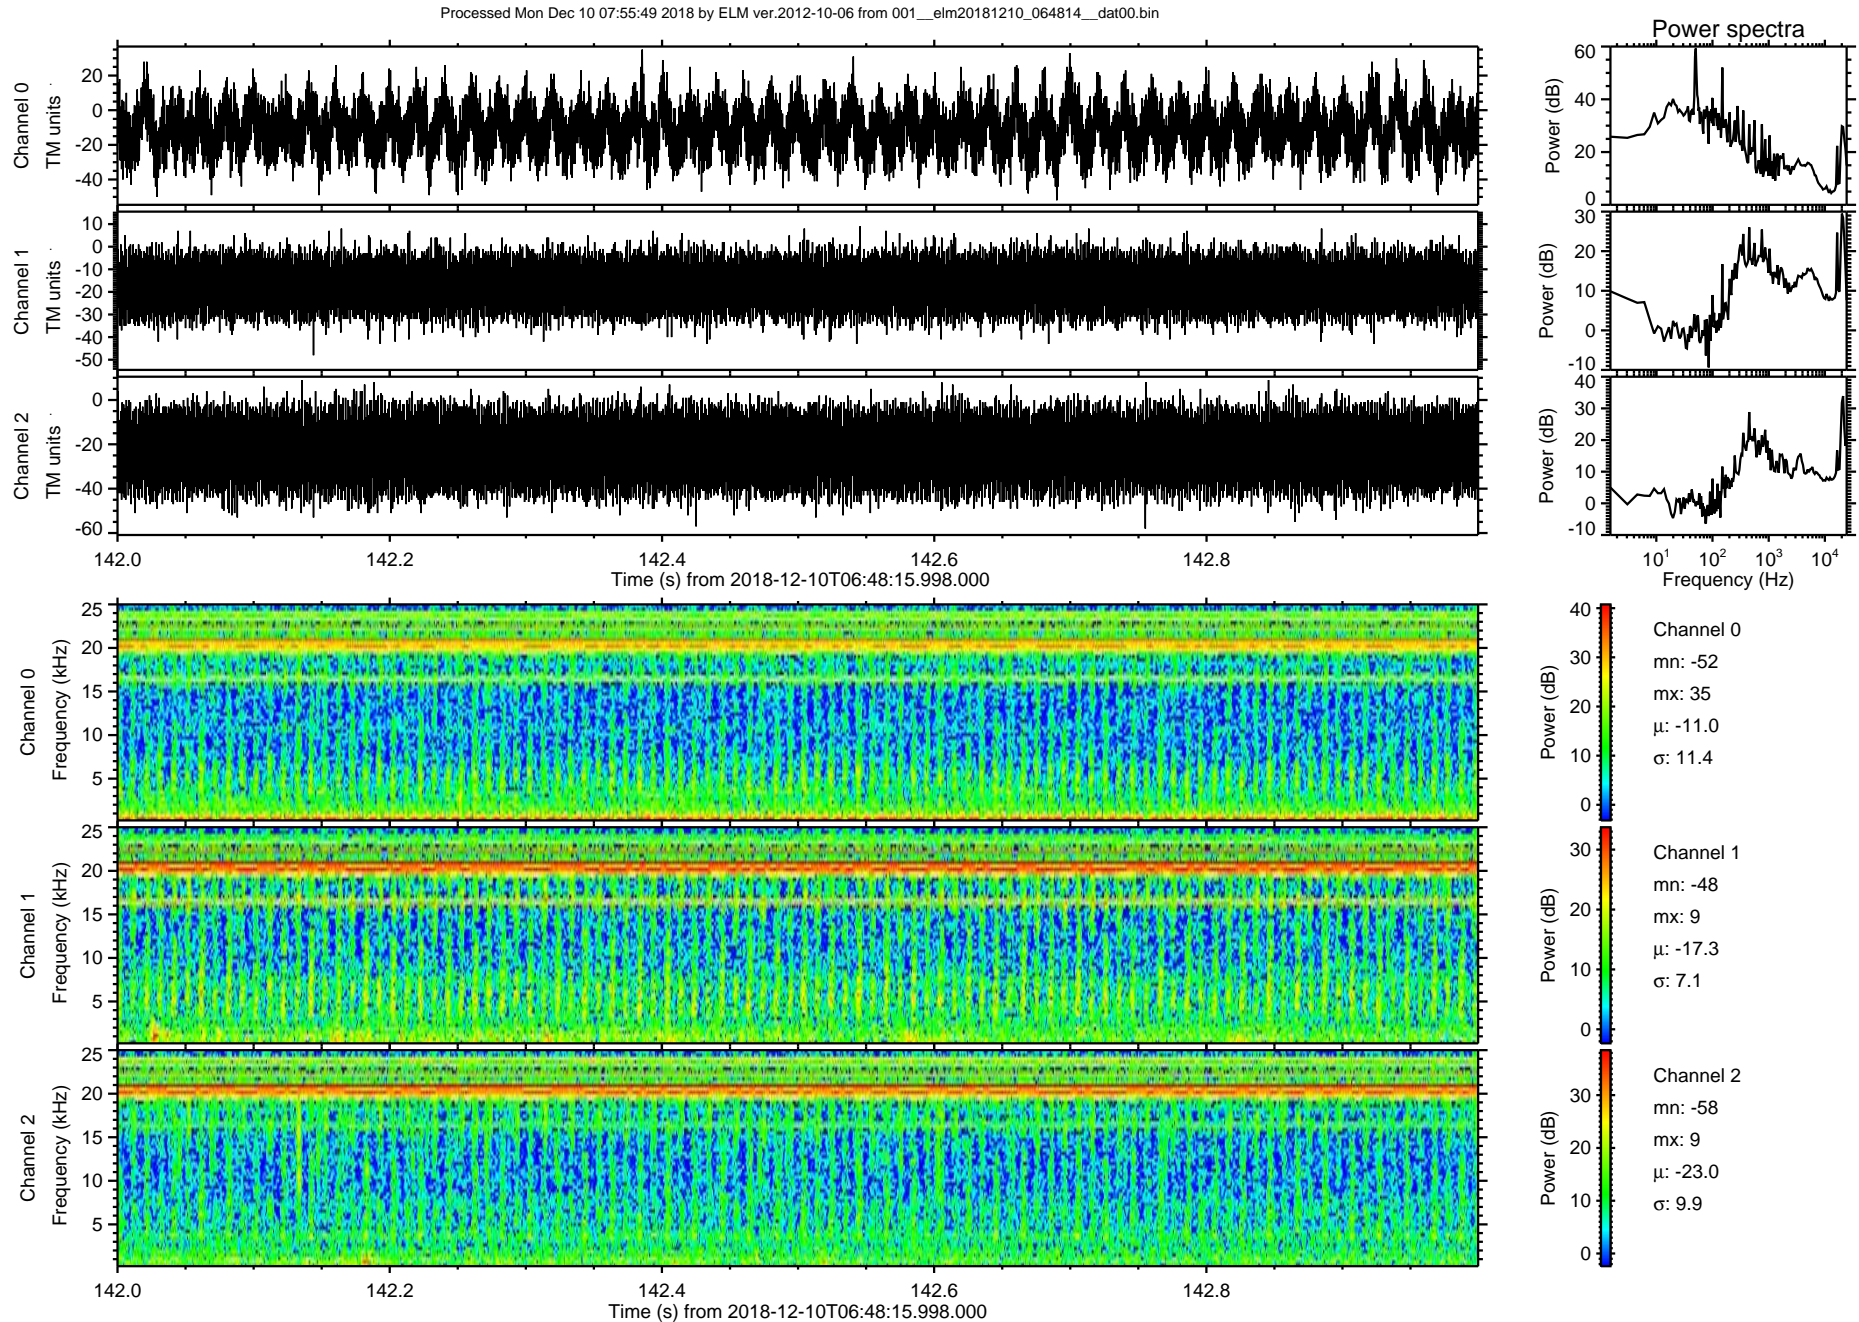 Processed Mon Dec 10 07:55:49 2018 by ELM ver.2012-10-06 from 001__elm20181210_064814__dat00.bin
Power spectra
Channel 0
TM units
20
0
-20
-40
Power (dB)
60
40
20
0
Channel 1
TM units
10
0
-10
-20
-30
-40
-50
Power (dB)
30
20
10
0
-10
Channel 2
TM units
0
-20
-40
-60
Power (dB)
40
30
20
10
0
-10
142.0 142.2 142.4 142.6 142.8
Time (s) from 2018-12-10T06:48:15.998.000
10¹ 10² 10³ 10⁴
Frequency (Hz)
Channel 0
Frequency (kHz)
25
20
15
10
5
Power (dB)
40
30
20
10
0
Channel 0
mn: -52
mx: 35
μ: -11.0
σ: 11.4
Channel 1
Frequency (kHz)
25
20
15
10
5
Power (dB)
30
20
10
0
Channel 1
mn: -48
mx: 9
μ: -17.3
σ: 7.1
Channel 2
Frequency (kHz)
25
20
15
10
5
Power (dB)
30
20
10
0
Channel 2
mn: -58
mx: 9
μ: -23.0
σ: 9.9
142.0 142.2 142.4 142.6 142.8
Time (s) from 2018-12-10T06:48:15.998.000